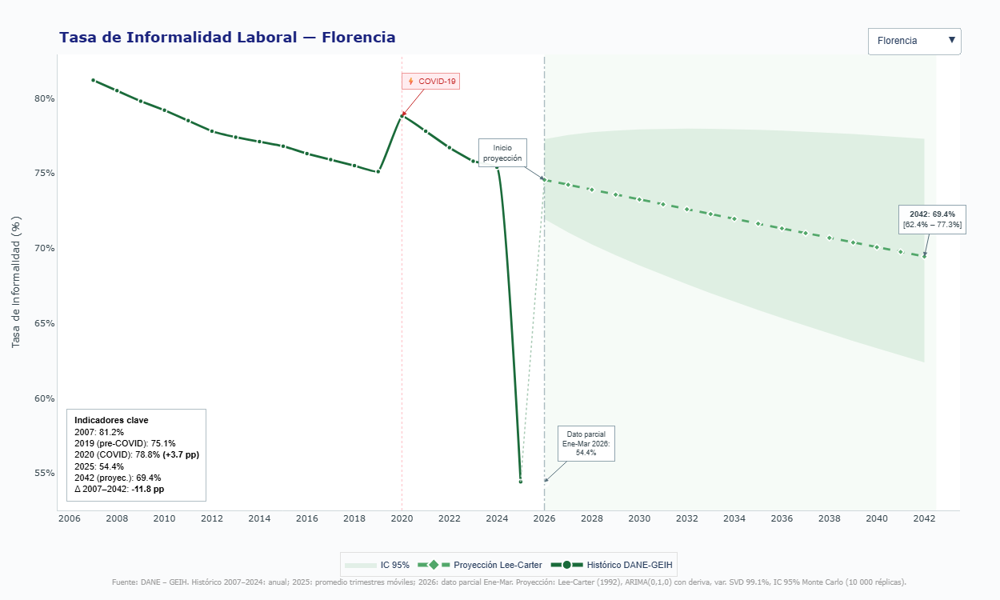 Tasa de Informalidad Laboral — Florencia
Florencia ▼
⚡ COVID-19
Inicio
proyección
2042: 69.4%
[62.4% – 77.3%]
Dato parcial
Ene-Mar 2026:
54.4%
Tasa de Informalidad (%)
80%
75%
70%
65%
60%
55%
Indicadores clave
2007: 81.2%
2019 (pre-COVID): 75.1%
2020 (COVID): 78.8% (+3.7 pp)
2025: 54.4%
2042 (proyec.): 69.4%
Δ 2007–2042: -11.8 pp
2006 2008 2010 2012 2014 2016 2018 2020 2022 2024 2026 2028 2030 2032 2034 2036 2038 2040 2042
IC 95% Proyección Lee-Carter Histórico DANE-GEIH
Fuente: DANE – GEIH. Histórico 2007–2024: anual; 2025: promedio trimestres móviles; 2026: dato parcial Ene-Mar. Proyección: Lee-Carter (1992), ARIMA(0,1,0) con deriva, var. SVD 99.1%, IC 95% Monte Carlo (10 000 réplicas).